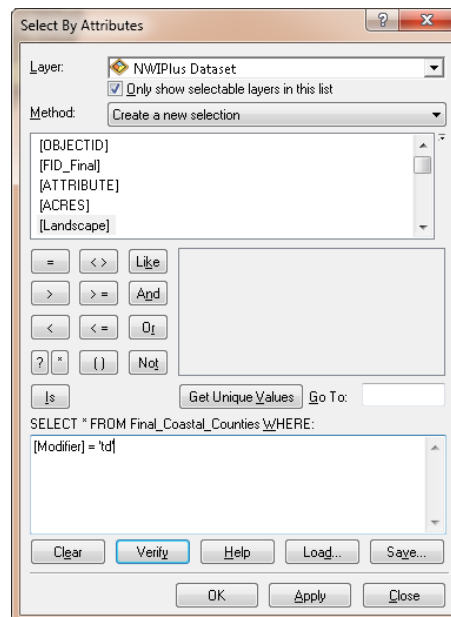 Select By Attributes
?
X
Layer: NWIPlus Dataset
Only show selectable layers in this list
Method: Create a new selection
[OBJECTID]
[FID_Final]
[ATTRIBUTE]
[ACRES]
[Landscape]
= < > Like
> > = And
< < = Or
? * ( ) Not
Is Get Unique Values Go To:
SELECT * FROM Final_Coastal_Counties WHERE:
[Modifier] = 'td'
Clear Verify Help Load... Save...
OK Apply Close